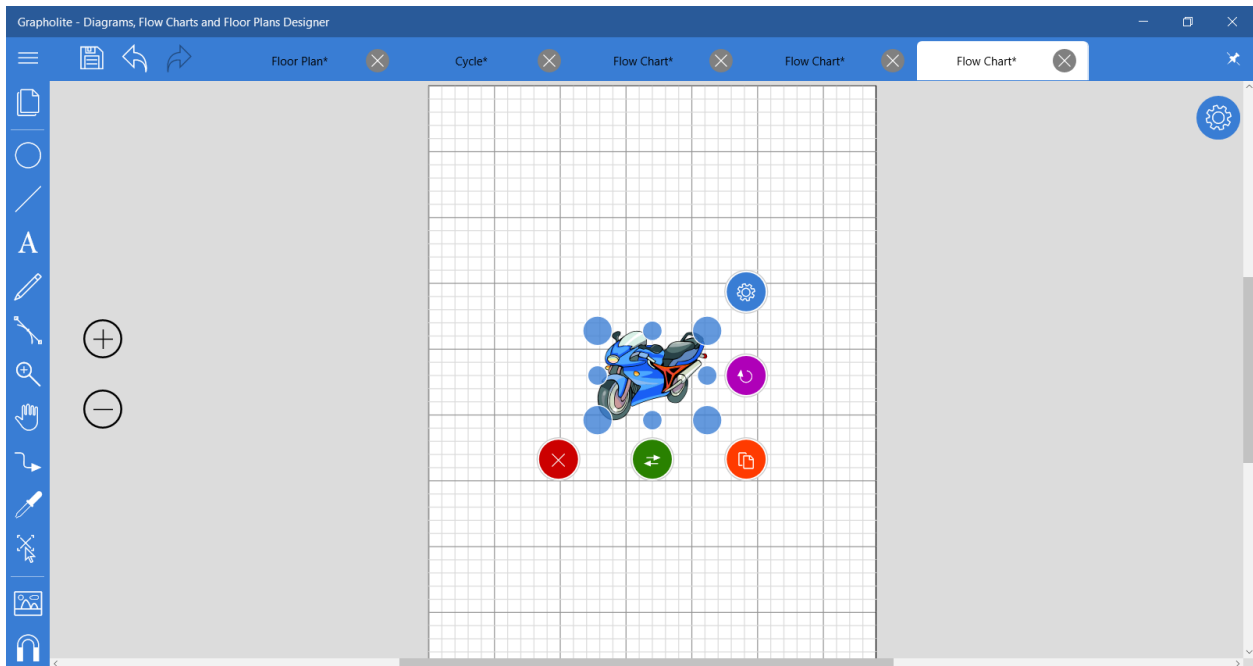 Grapholite - Diagrams, Flow Charts and Floor Plans Designer
Floor Plan* Cycle* Flow Chart* Flow Chart* Flow Chart*
A